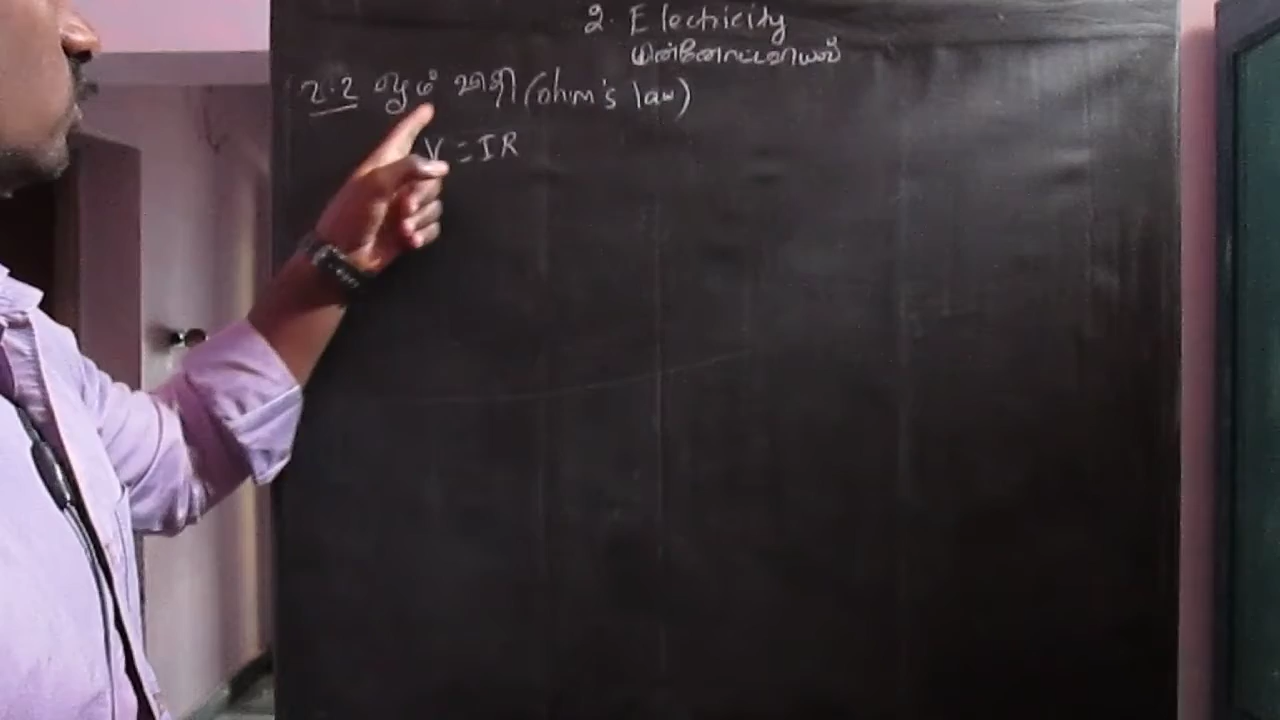 2. Electricity
மின்னோட்டவியல்
2.2 ஓம் விதி (ohm's law)
V = IR